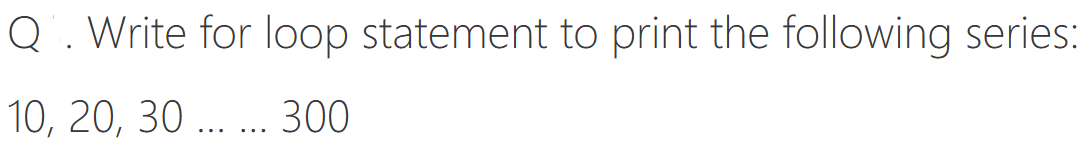 Q . Write for loop statement to print the following series:
10, 20, 30 ... ... 300